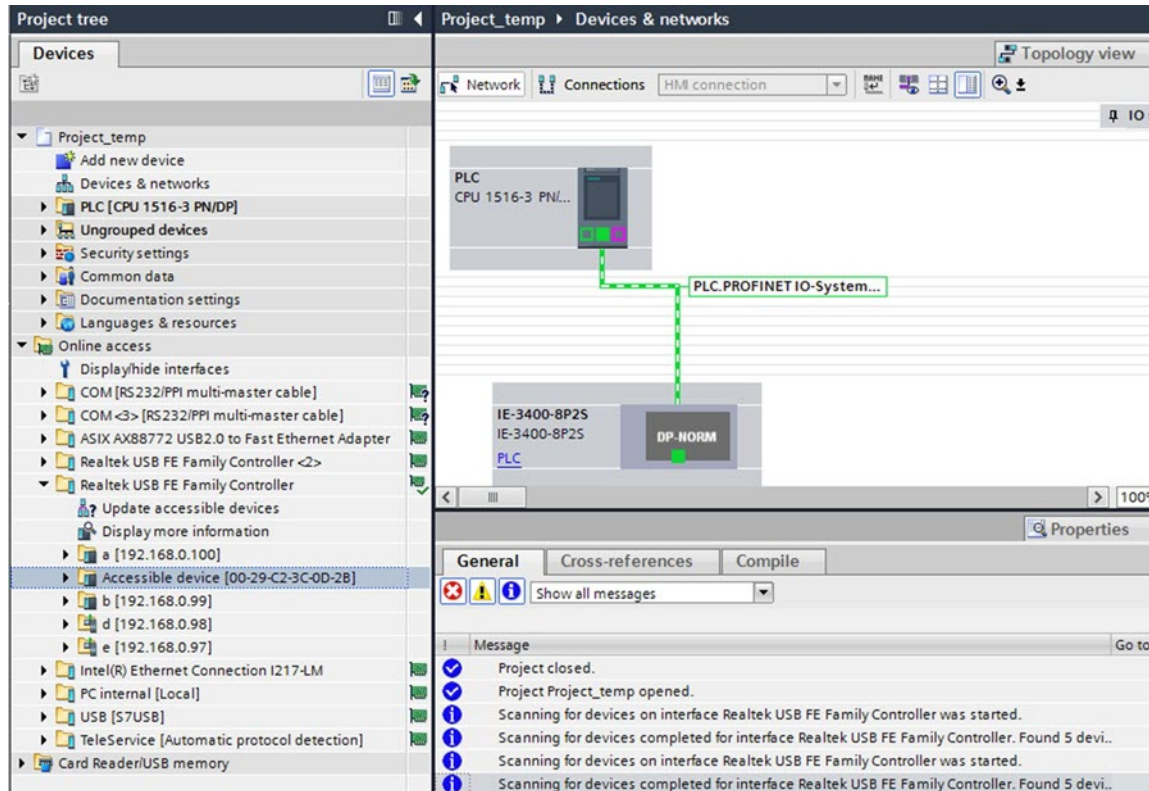 Project tree
Devices
Project_temp
Add new device
Devices & networks
PLC [CPU 1516-3 PN/DP]
Ungrouped devices
Security settings
Common data
Documentation settings
Languages & resources
Online access
Display/hide interfaces
COM [RS232/PPI multi-master cable]
COM <3> [RS232/PPI multi-master cable]
ASIX AX88772 USB2.0 to Fast Ethernet Adapter
Realtek USB FE Family Controller <2>
Realtek USB FE Family Controller
Update accessible devices
Display more information
a [192.168.0.100]
Accessible device [00-29-C2-3C-0D-2B]
b [192.168.0.99]
d [192.168.0.98]
e [192.168.0.97]
Intel(R) Ethernet Connection I217-LM
PC internal [Local]
USB [S7USB]
TeleService [Automatic protocol detection]
Card Reader/USB memory
Project_temp Devices & networks
Topology view
Network Connections HMI connection
IO
PLC
CPU 1516-3 PN/...
PLC.PROFINET IO-System...
IE-3400-8P2S
IE-3400-8P2S
DP-NORM
PLC
100%
Properties
General Cross-references Compile
Show all messages
! Message Go to
Project closed.
Project Project_temp opened.
Scanning for devices on interface Realtek USB FE Family Controller was started.
Scanning for devices completed for interface Realtek USB FE Family Controller. Found 5 devi..
Scanning for devices on interface Realtek USB FE Family Controller was started.
Scanning for devices completed for interface Realtek USB FE Family Controller. Found 5 devi..